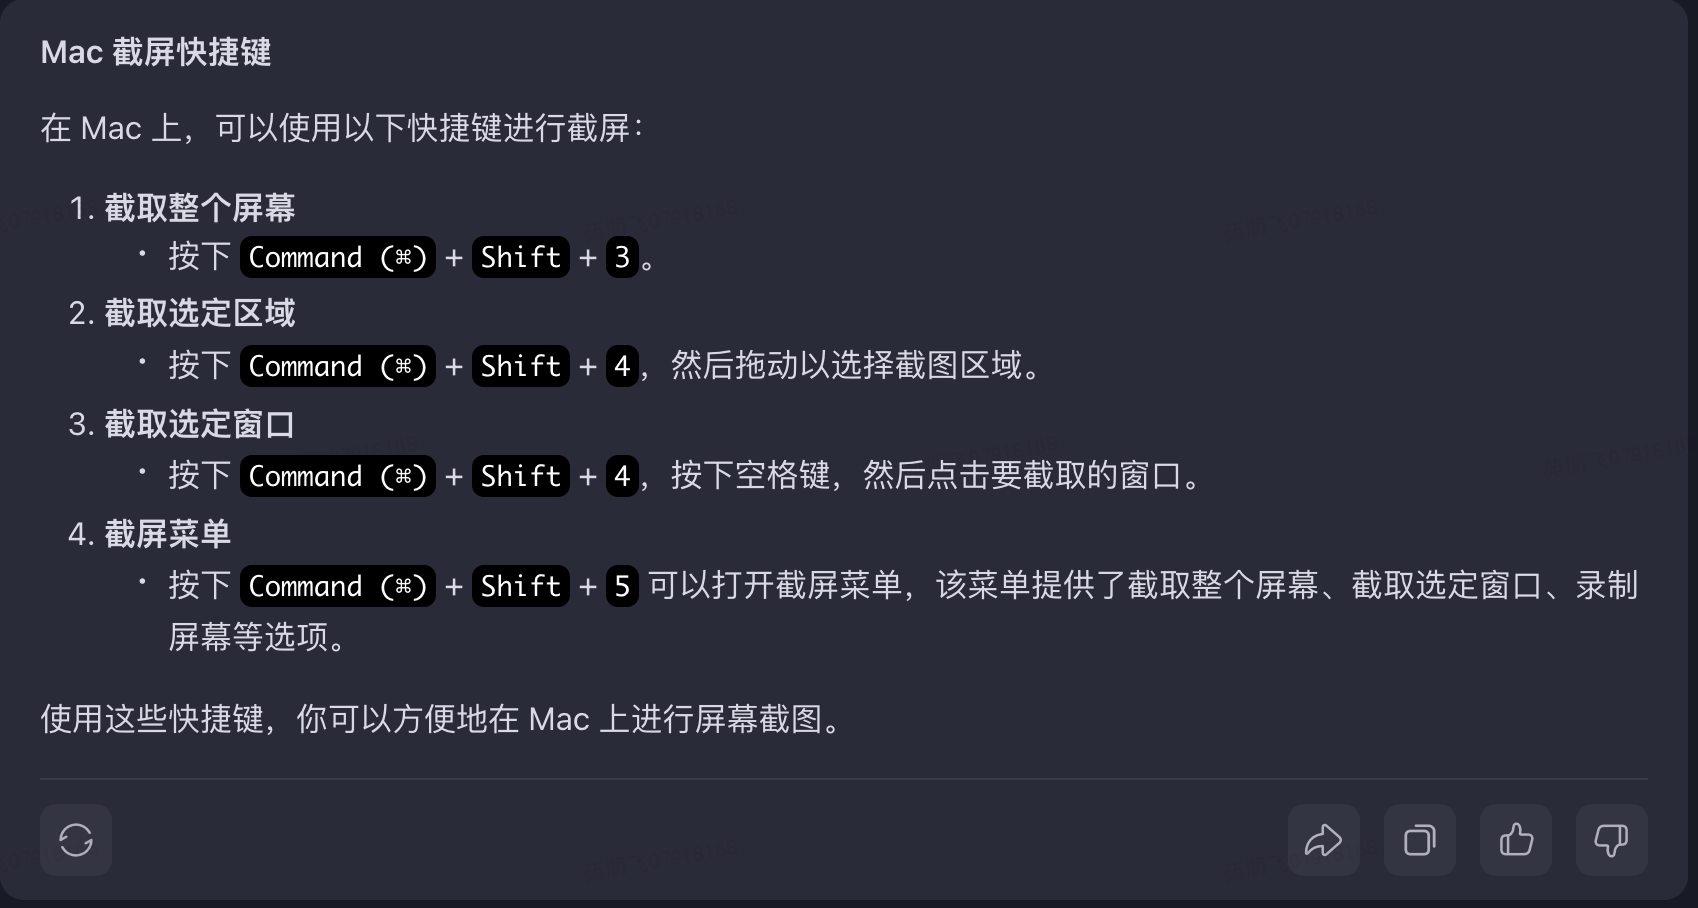 Mac 截屏快捷键
在 Mac 上，可以使用以下快捷键进行截屏：
1. 截取整个屏幕
• 按下 Command (⌘) + Shift + 3。
2. 截取选定区域
• 按下 Command (⌘) + Shift + 4，然后拖动以选择截图区域。
3. 截取选定窗口
• 按下 Command (⌘) + Shift + 4，按下空格键，然后点击要截取的窗口。
4. 截屏菜单
• 按下 Command (⌘) + Shift + 5 可以打开截屏菜单，该菜单提供了截取整个屏幕、截取选定窗口、录制
屏幕等选项。
使用这些快捷键，你可以方便地在 Mac 上进行屏幕截图。